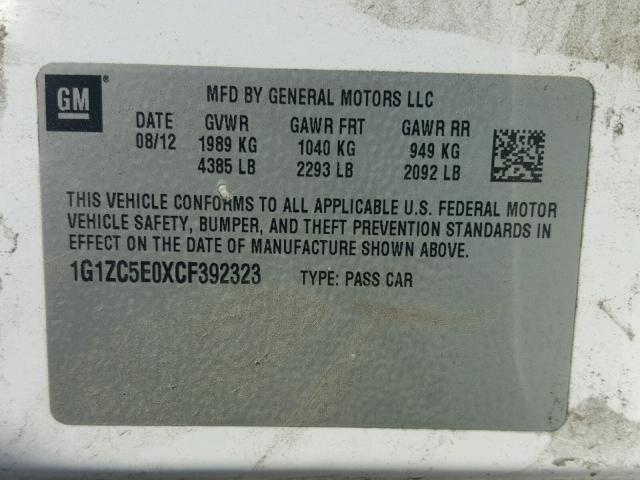 GM ®
MFD BY GENERAL MOTORS LLC
DATE GVWR GAWR FRT GAWR RR
08/12 1989 KG 1040 KG 949 KG
4385 LB 2293 LB 2092 LB
THIS VEHICLE CONFORMS TO ALL APPLICABLE U.S. FEDERAL MOTOR
VEHICLE SAFETY, BUMPER, AND THEFT PREVENTION STANDARDS IN
EFFECT ON THE DATE OF MANUFACTURE SHOWN ABOVE.
1G1ZC5E0XCF392323 TYPE: PASS CAR